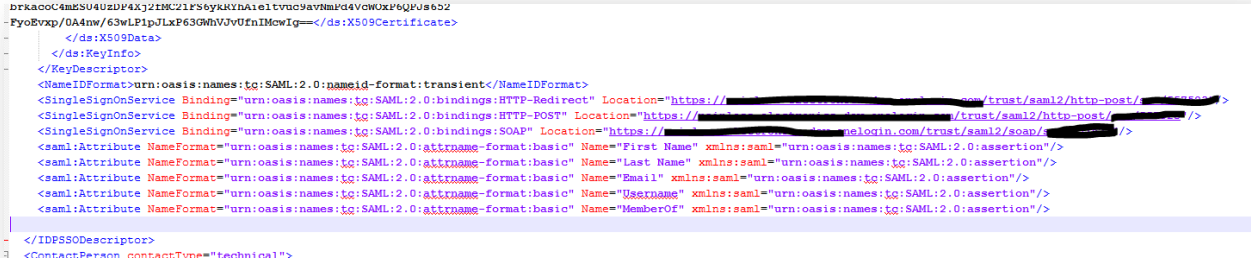 FyoEvxp/0A4nw/63wLP1pJLxP63GWhVJvUfnIMcwIg==</ds:X509Certificate>
</ds:X509Data>
</ds:KeyInfo>
</KeyDescriptor>
<NameIDFormat>urn:oasis:names:tc:SAML:2.0:nameid-format:transient</NameIDFormat>
<SingleSignOnService Binding="urn:oasis:names:tc:SAML:2.0:bindings:HTTP-Redirect" Location="https:// .com/trust/saml2/http-post/ />
<SingleSignOnService Binding="urn:oasis:names:tc:SAML:2.0:bindings:HTTP-POST" Location="https:// /trust/saml2/http-post/ "/>
<SingleSignOnService Binding="urn:oasis:names:tc:SAML:2.0:bindings:SOAP" Location="https:// nelogin.com/trust/saml2/soap/ "/>
<saml:Attribute NameFormat="urn:oasis:names:tc:SAML:2.0:attrname-format:basic" Name="First Name" xmlns:saml="urn:oasis:names:tc:SAML:2.0:assertion"/>
<saml:Attribute NameFormat="urn:oasis:names:tc:SAML:2.0:attrname-format:basic" Name="Last Name" xmlns:saml="urn:oasis:names:tc:SAML:2.0:assertion"/>
<saml:Attribute NameFormat="urn:oasis:names:tc:SAML:2.0:attrname-format:basic" Name="Email" xmlns:saml="urn:oasis:names:tc:SAML:2.0:assertion"/>
<saml:Attribute NameFormat="urn:oasis:names:tc:SAML:2.0:attrname-format:basic" Name="Username" xmlns:saml="urn:oasis:names:tc:SAML:2.0:assertion"/>
<saml:Attribute NameFormat="urn:oasis:names:tc:SAML:2.0:attrname-format:basic" Name="MemberOf" xmlns:saml="urn:oasis:names:tc:SAML:2.0:assertion"/>
</IDPSSODescriptor>
<ContactPerson contactType="technical">